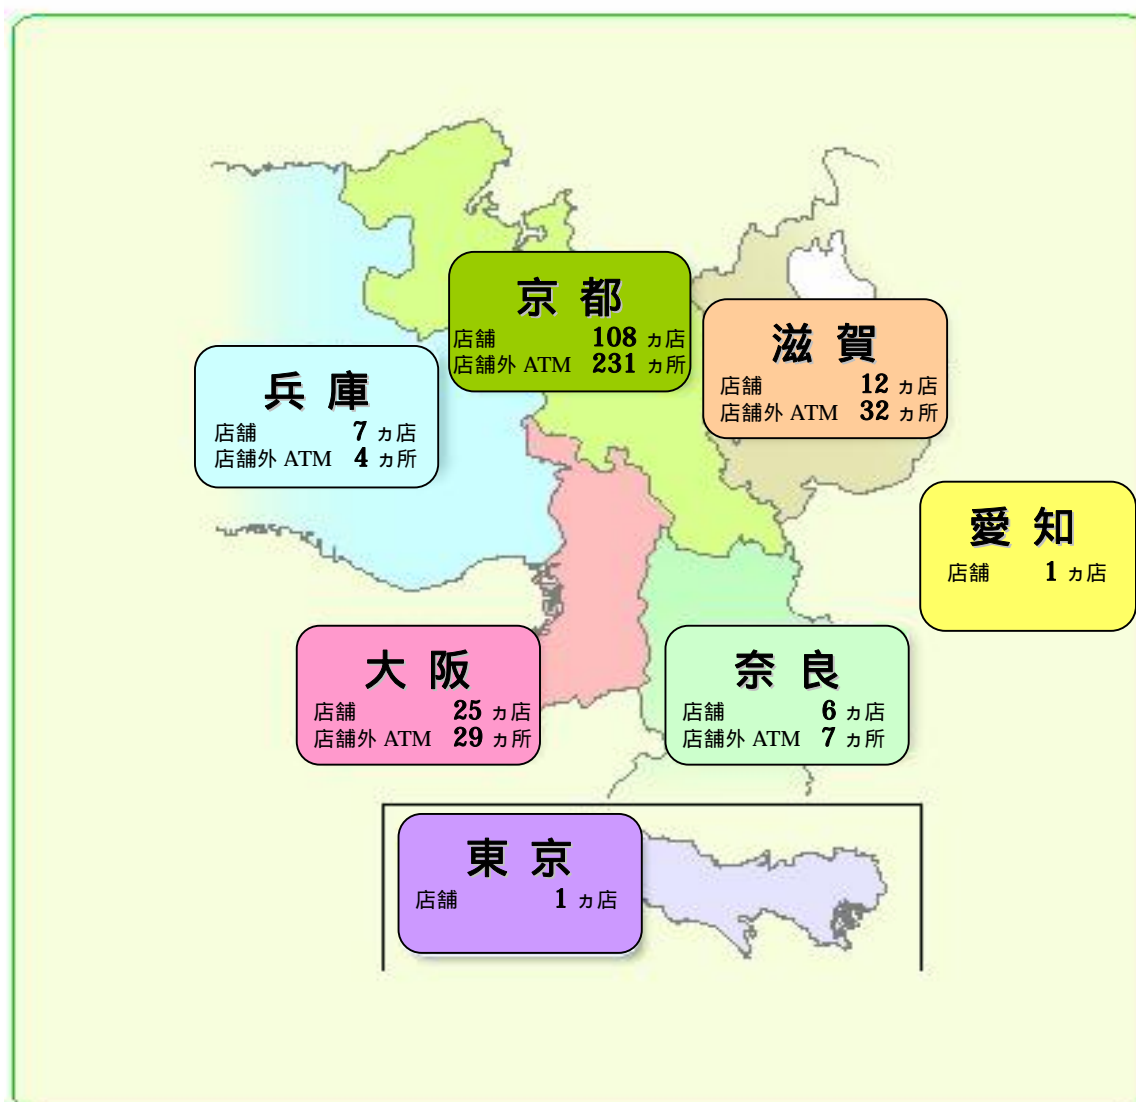 京都
店舗 108 ヵ店
店舗外 ATM 231 ヵ所
滋賀
店舗 12 ヵ店
店舗外 ATM 32 ヵ所
兵庫
店舗 7 ヵ店
店舗外 ATM 4 ヵ所
愛知
店舗 1 ヵ店
大阪
店舗 25 ヵ店
店舗外 ATM 29 ヵ所
奈良
店舗 6 ヵ店
店舗外 ATM 7 ヵ所
東京
店舗 1 ヵ店